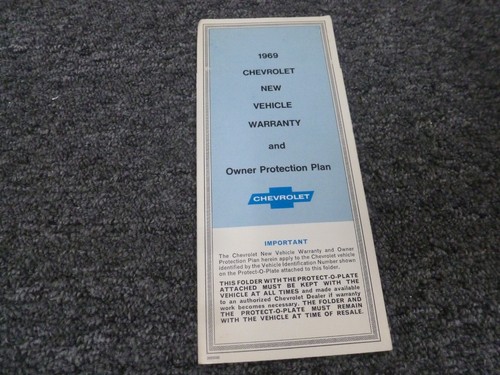 1969
CHEVROLET
NEW
VEHICLE
WARRANTY
and
Owner Protection Plan
CHEVROLET
IMPORTANT
The Chevrolet New Vehicle Warranty and Owner
Protection Plan herein apply to the Chevrolet vehicle
identified by the Vehicle Identification Number shown
on the Protect-O-Plate attached to this folder.
THIS FOLDER WITH THE PROTECT-O-PLATE
ATTACHED MUST BE KEPT WITH THE
VEHICLE AT ALL TIMES and made available
to an authorized Chevrolet Dealer if warranty
work becomes necessary. THE FOLDER AND
THE PROTECT-O-PLATE MUST REMAIN
WITH THE VEHICLE AT TIME OF RESALE.